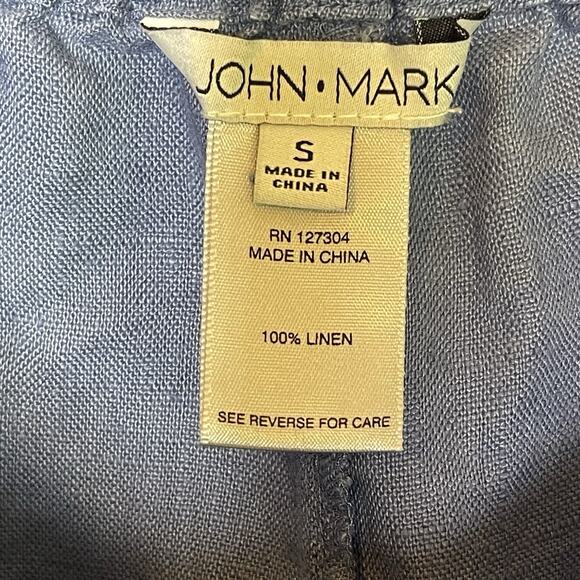 JOHN • MARK
S
MADE IN
CHINA
RN 127304
MADE IN CHINA
100% LINEN
SEE REVERSE FOR CARE